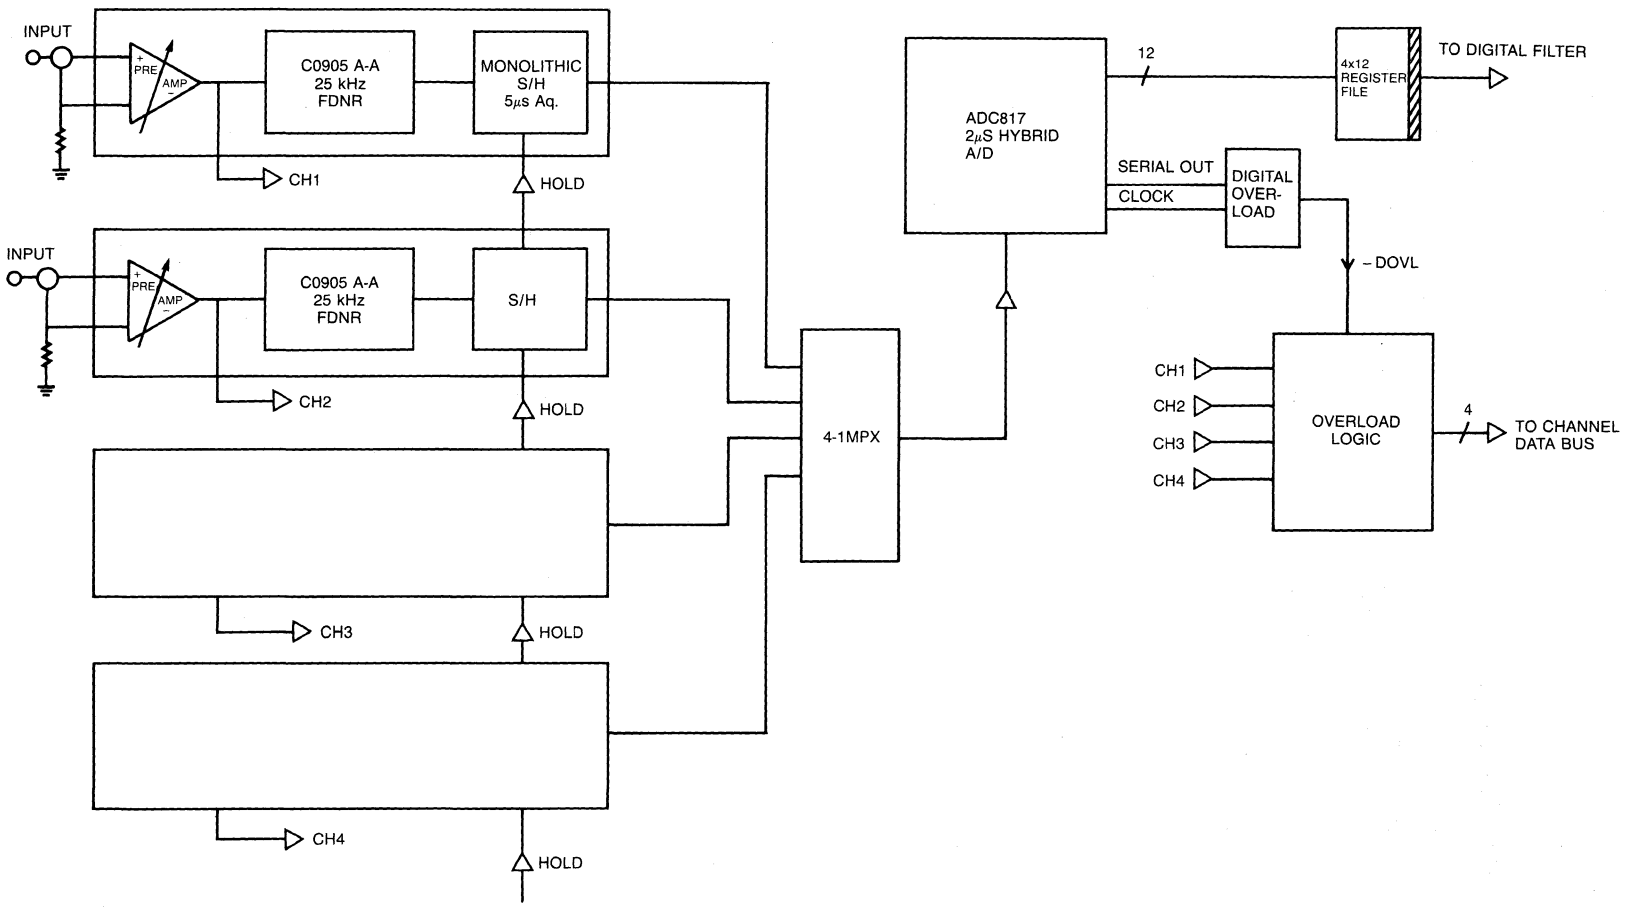 INPUT
+
PRE
AMP
−
C0905 A-A
25 kHz
FDNR
MONOLITHIC
S/H
5μs Aq.
CH1
HOLD
INPUT
+
PRE
AMP
−
C0905 A-A
25 kHz
FDNR
S/H
CH2
HOLD
CH3
HOLD
CH4
HOLD
4-1MPX
ADC817
2μS HYBRID
A/D
12
4x12
REGISTER
FILE
TO DIGITAL FILTER
SERIAL OUT
CLOCK
DIGITAL
OVER-
LOAD
– DOVL
CH1
CH2
CH3
CH4
OVERLOAD
LOGIC
4
TO CHANNEL
DATA BUS